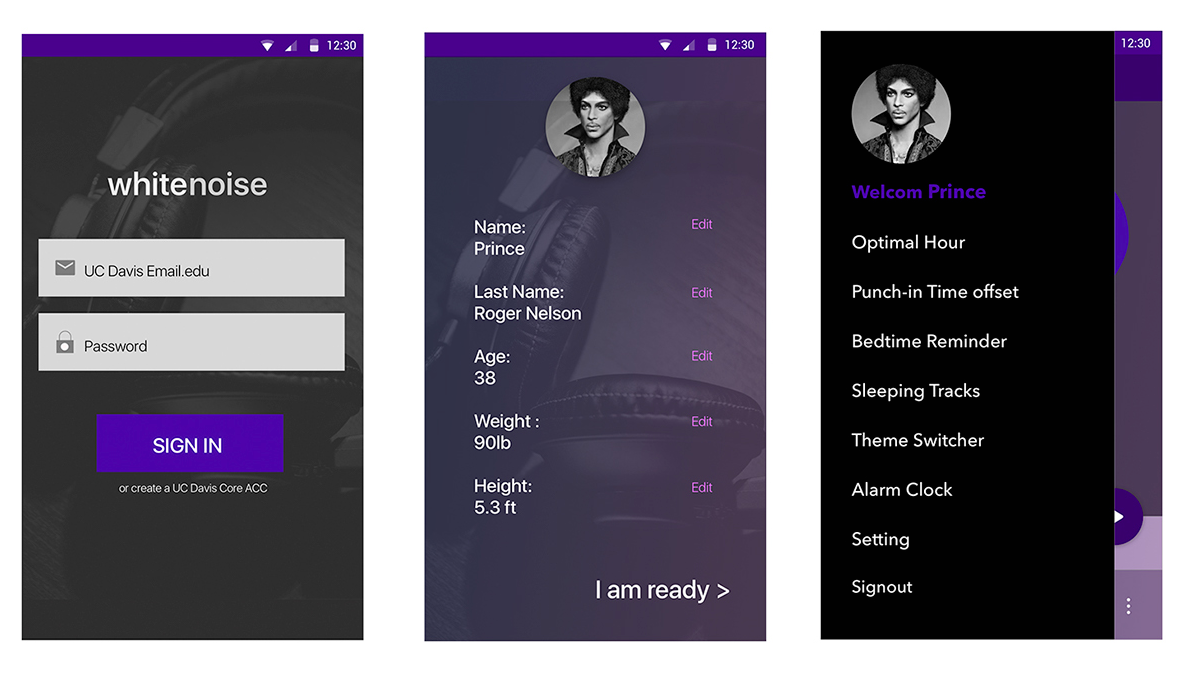 12:30
whitenoise
UC Davis Email.edu
Password
SIGN IN
or create a UC Davis Core ACC
12:30
Name:
Edit
Prince
Last Name:
Edit
Roger Nelson
Age:
Edit
38
Weight :
Edit
90lb
Height:
Edit
5.3 ft
I am ready >
12:30
Welcom Prince
Optimal Hour
Punch-in Time offset
Bedtime Reminder
Sleeping Tracks
Theme Switcher
Alarm Clock
Setting
Signout